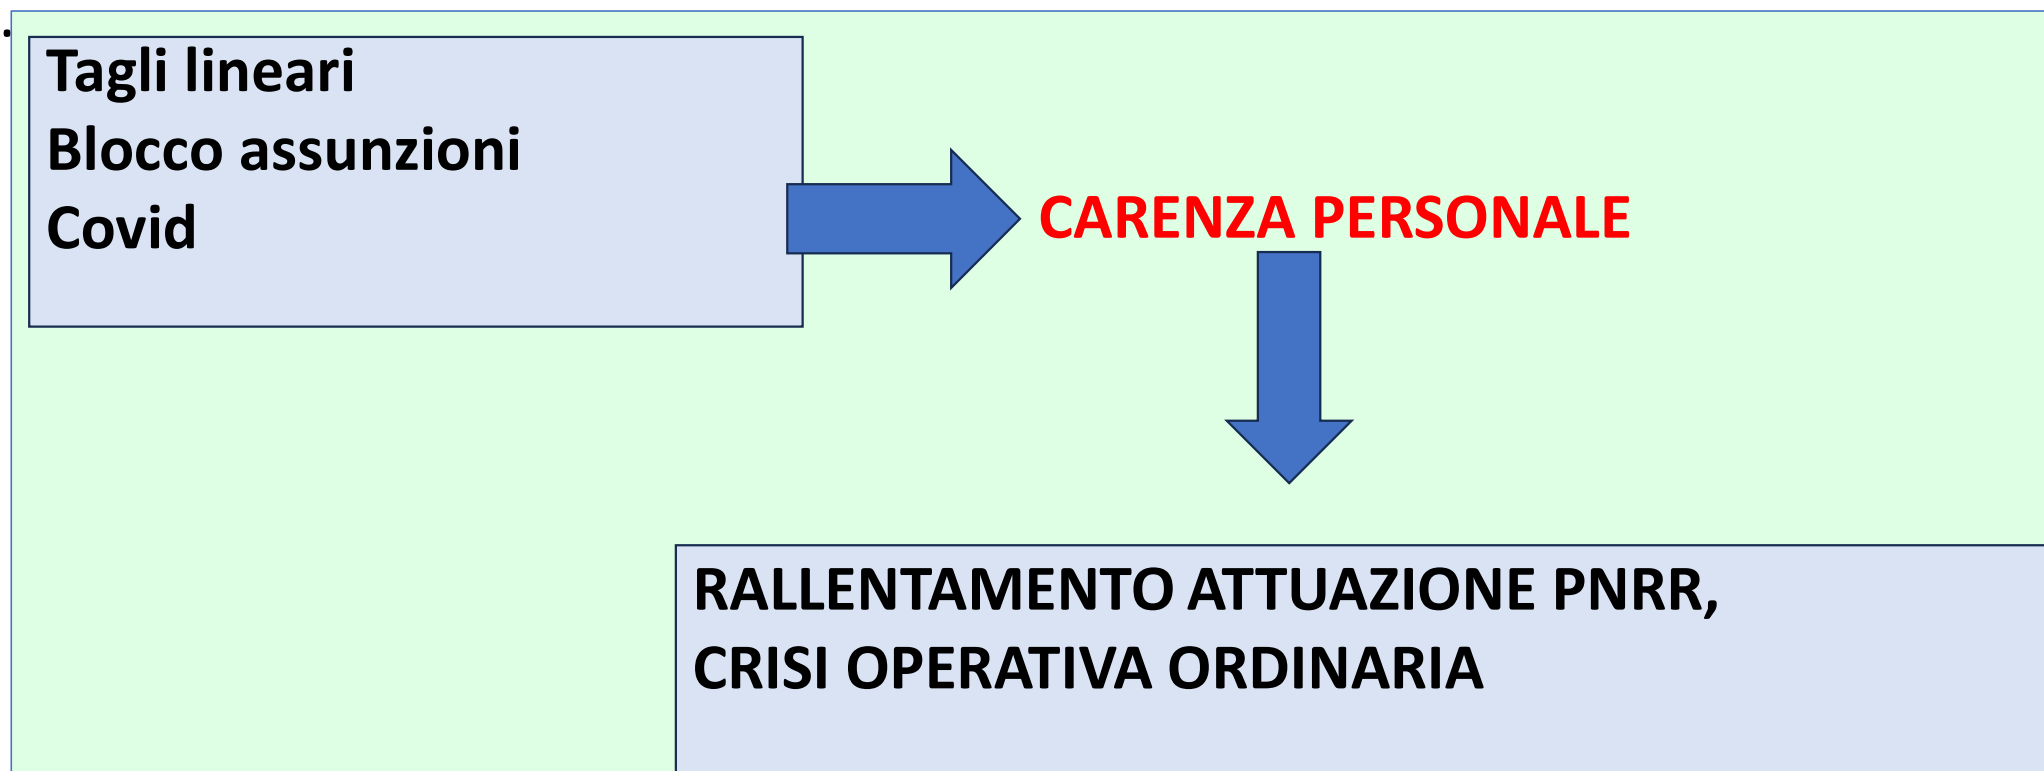 Tagli lineari
Blocco assunzioni
Covid
CARENZA PERSONALE
RALLENTAMENTO ATTUAZIONE PNRR,
CRISI OPERATIVA ORDINARIA